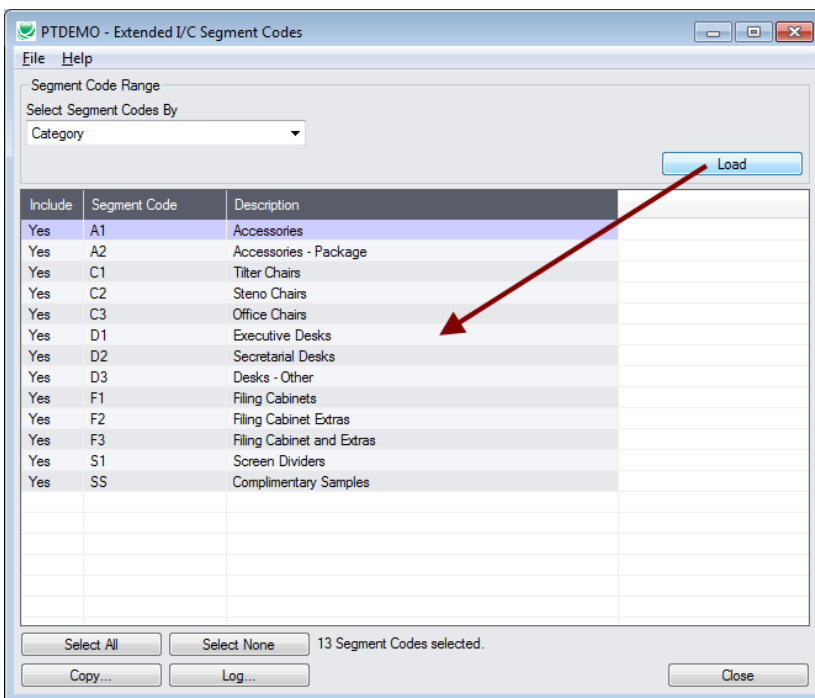 PTDEMO - Extended I/C Segment Codes
File Help
Segment Code Range
Select Segment Codes By
Category
Load
Include Segment Code Description
Yes A1 Accessories
Yes A2 Accessories - Package
Yes C1 Tilter Chairs
Yes C2 Steno Chairs
Yes C3 Office Chairs
Yes D1 Executive Desks
Yes D2 Secretarial Desks
Yes D3 Desks - Other
Yes F1 Filing Cabinets
Yes F2 Filing Cabinet Extras
Yes F3 Filing Cabinet and Extras
Yes S1 Screen Dividers
Yes SS Complimentary Samples
Select All Select None 13 Segment Codes selected.
Copy... Log... Close